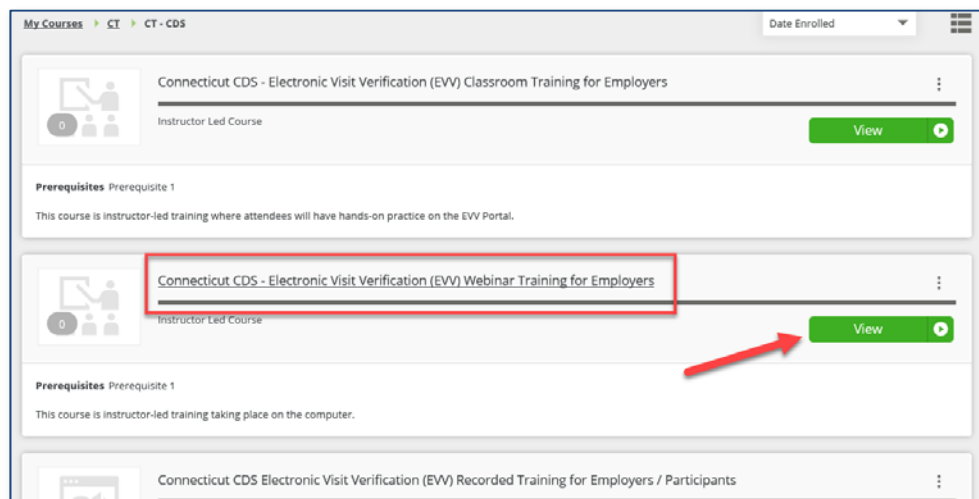 My Courses CT CT - CDS Date Enrolled
Connecticut CDS - Electronic Visit Verification (EVV) Classroom Training for Employers
Instructor Led Course
0
View
Prerequisites Prerequisite 1
This course is instructor-led training where attendees will have hands-on practice on the EVV Portal.
Connecticut CDS - Electronic Visit Verification (EVV) Webinar Training for Employers
Instructor Led Course
0
View
Prerequisites Prerequisite 1
This course is instructor-led training taking place on the computer.
Connecticut CDS Electronic Visit Verification (EVV) Recorded Training for Employers / Participants